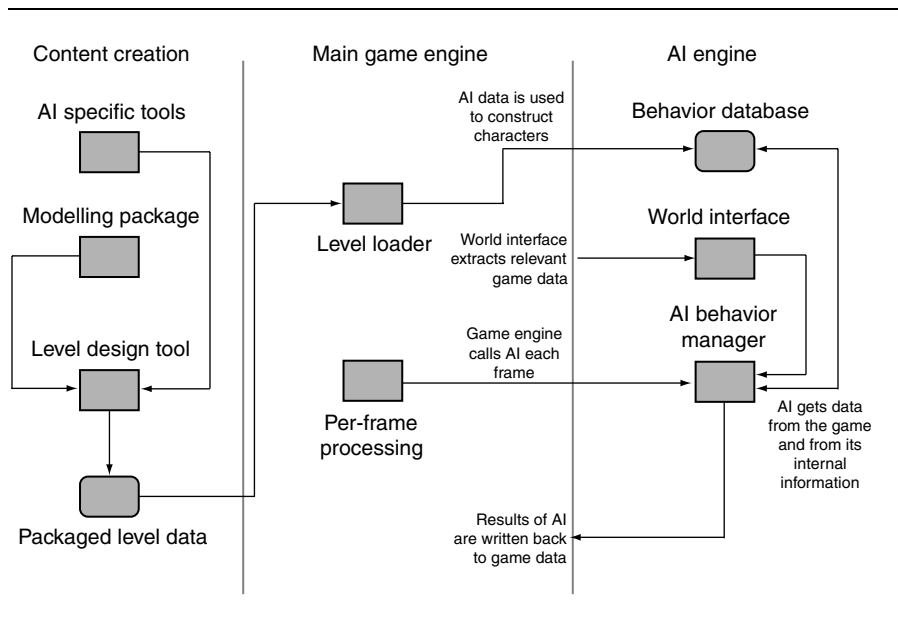 Content creation
Main game engine
AI engine
AI specific tools
Modelling package
Level design tool
Packaged level data
AI data is used
to construct
characters
Level loader
World interface
extracts relevant
game data
Game engine
calls AI each
frame
Per-frame
processing
Results of AI
are written back
to game data
Behavior database
World interface
AI behavior
manager
AI gets data
from the game
and from its
internal
information